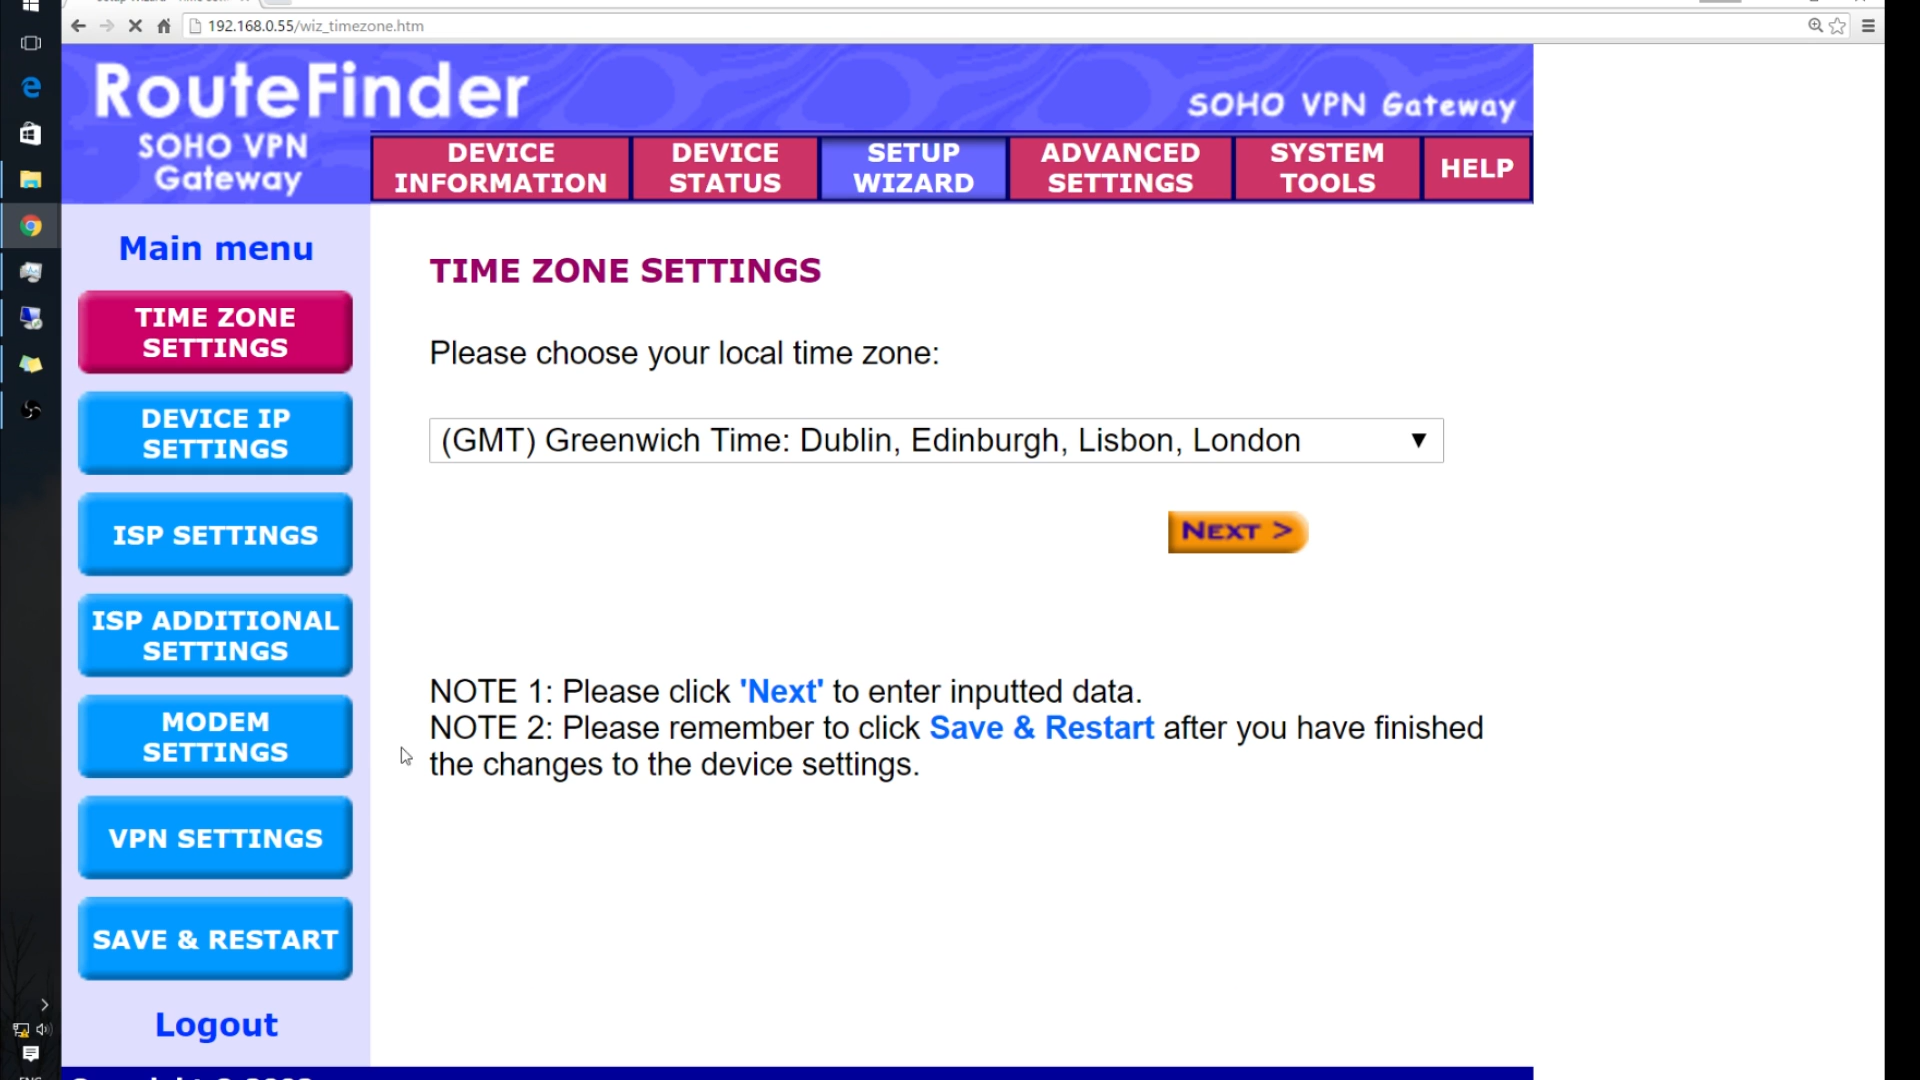 192.168.0.55/wiz_timezone.htm
RouteFinder
SOHO VPN
Gateway
SOHO VPN Gateway
DEVICE
INFORMATION
DEVICE
STATUS
SETUP
WIZARD
ADVANCED
SETTINGS
SYSTEM
TOOLS
HELP
Main menu
TIME ZONE
SETTINGS
DEVICE IP
SETTINGS
ISP SETTINGS
ISP ADDITIONAL
SETTINGS
MODEM
SETTINGS
VPN SETTINGS
SAVE & RESTART
Logout
TIME ZONE SETTINGS
Please choose your local time zone:
(GMT) Greenwich Time: Dublin, Edinburgh, Lisbon, London
NEXT >
NOTE 1: Please click 'Next' to enter inputted data.
NOTE 2: Please remember to click Save & Restart after you have finished
the changes to the device settings.